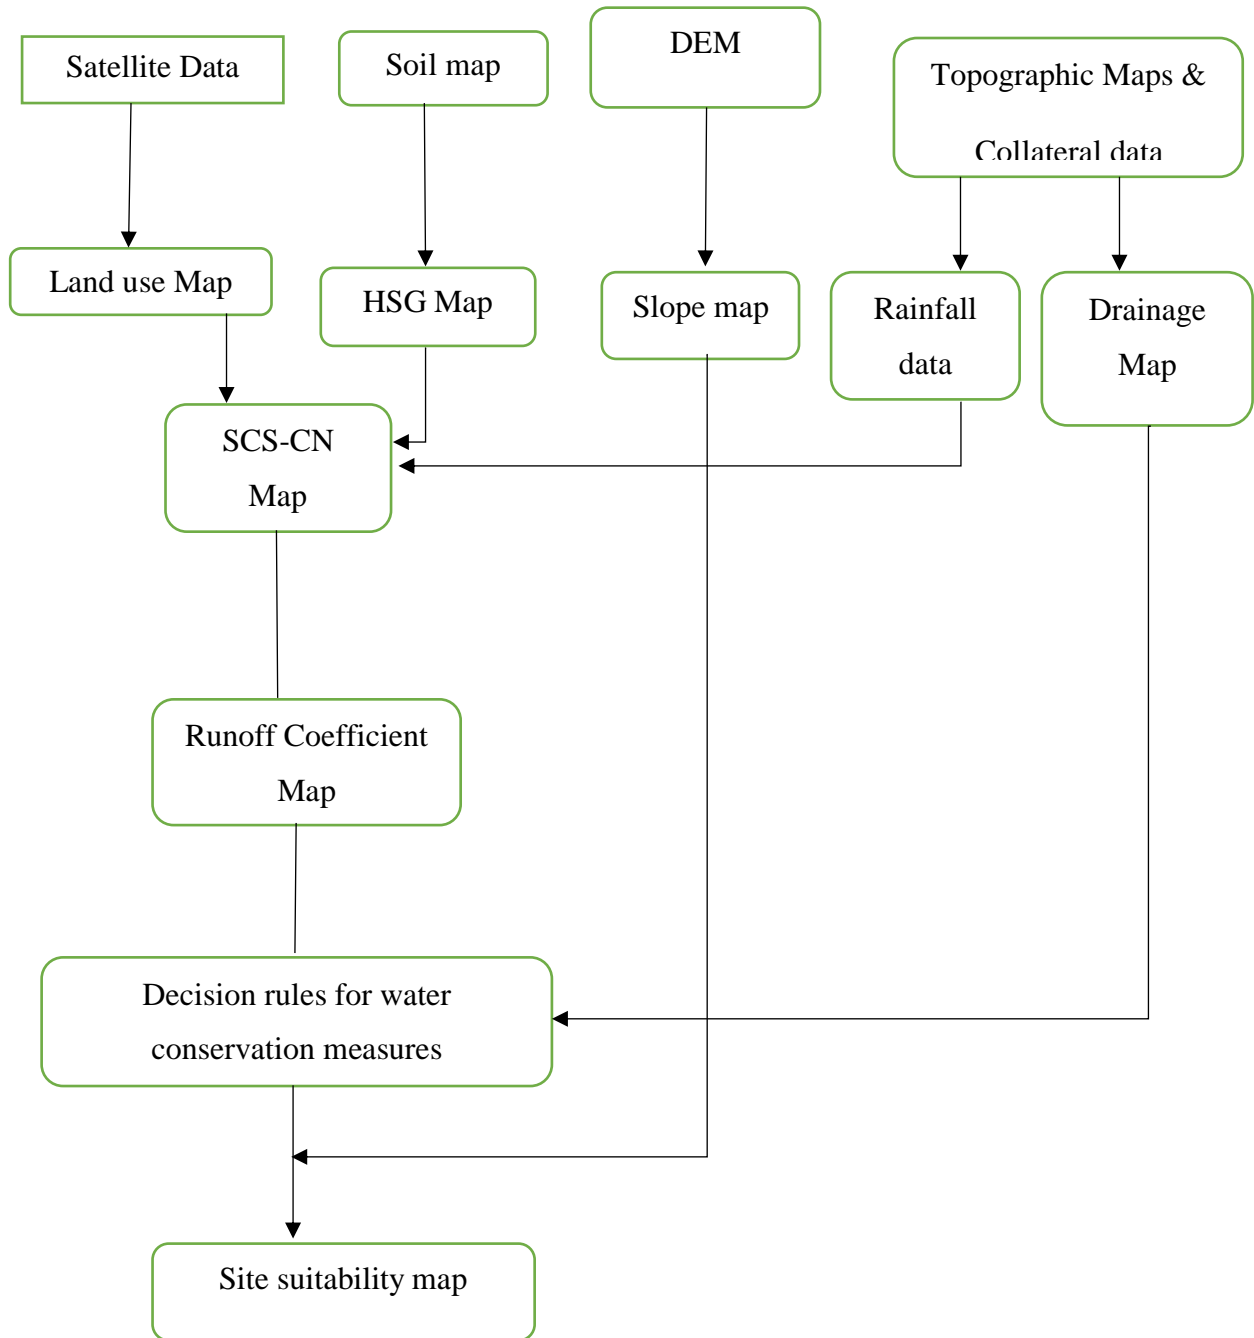 Satellite Data
Soil map
DEM
Topographic Maps &
Collateral data
Land use Map
HSG Map
Slope map
Rainfall
data
Drainage
Map
SCS-CN
Map
Runoff Coefficient
Map
Decision rules for water
conservation measures
Site suitability map